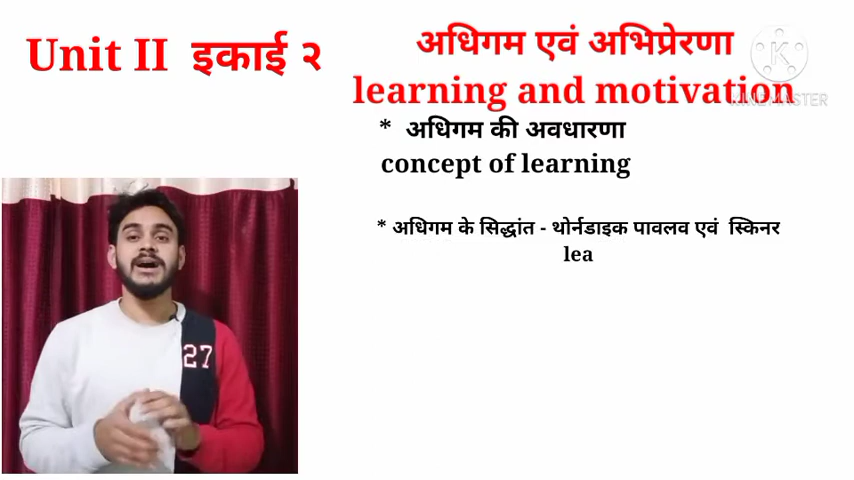 Unit II इकाई २
अधिगम एवं अभिप्रेरणा
learning and motivation
K
KINEMASTER
* अधिगम की अवधारणा
concept of learning
* अधिगम के सिद्धांत - थोर्नडाइक पावलव एवं स्किनर
lea
27